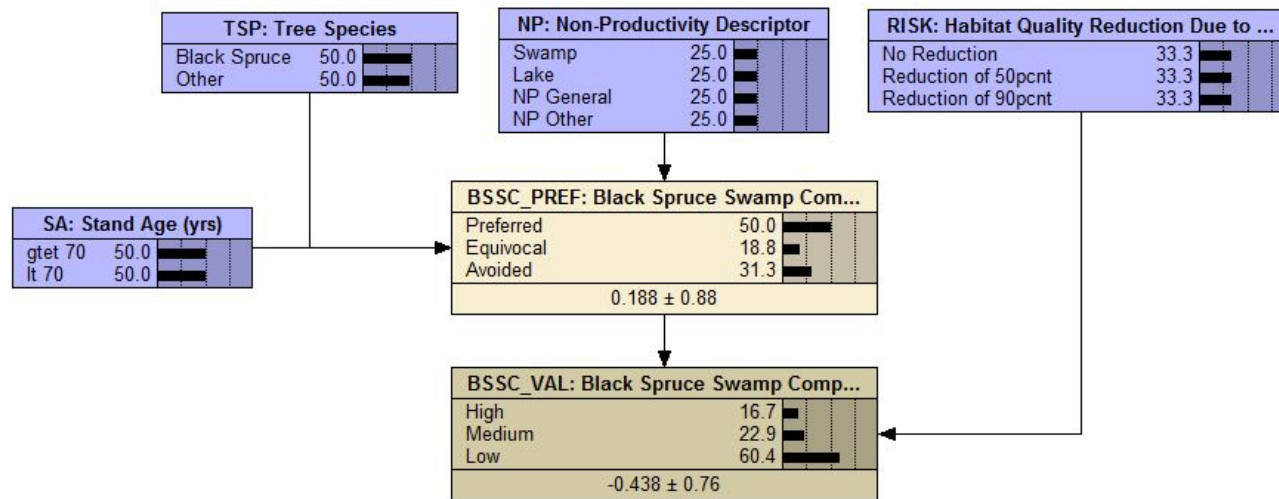 TSP: Tree Species
Black Spruce 50.0
Other 50.0
NP: Non-Productivity Descriptor
Swamp 25.0
Lake 25.0
NP General 25.0
NP Other 25.0
RISK: Habitat Quality Reduction Due to ...
No Reduction 33.3
Reduction of 50pcnt 33.3
Reduction of 90pcnt 33.3
SA: Stand Age (yrs)
gtet 70 50.0
lt 70 50.0
BSSC_PREF: Black Spruce Swamp Com...
Preferred 50.0
Equivocal 18.8
Avoided 31.3
0.188 ± 0.88
BSSC_VAL: Black Spruce Swamp Comp...
High 16.7
Medium 22.9
Low 60.4
-0.438 ± 0.76